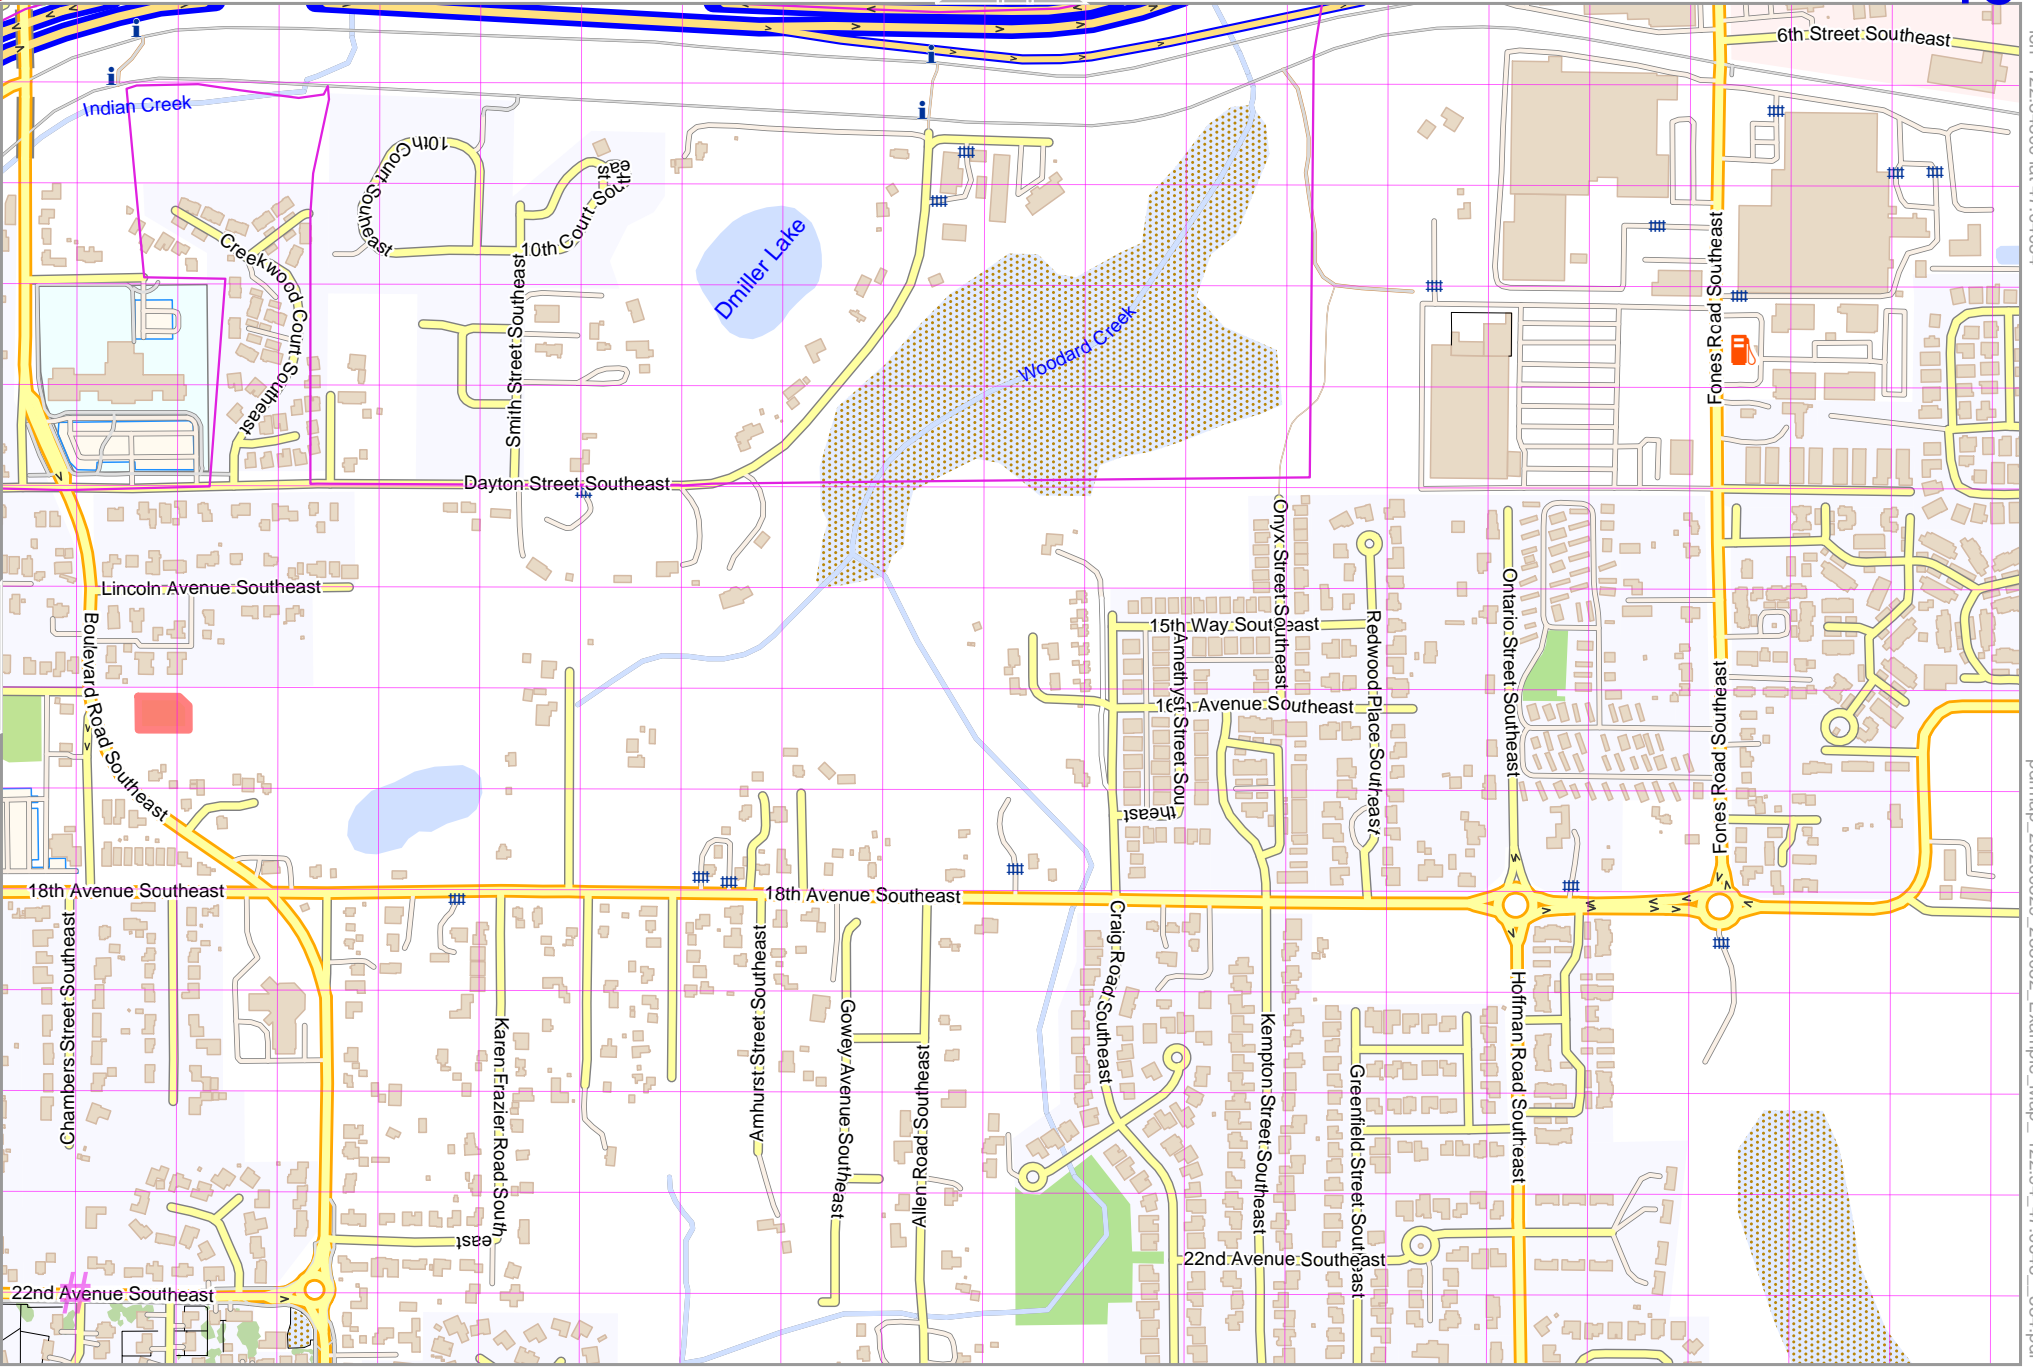 6th Street Southeast
Indian Creek
10th Court Southeast
10th Court Southeast
Creekwood Court Southeast
Dmiller Lake
Smith Street Southeast
Woodard Creek
Fones Road Southeast
Dayton Street Southeast
Onyx Street Southeast
Lincoln Avenue Southeast
Boulevard Road Southeast
15th Way Southeast
Amethyst Street Southeast
Redwood Place Southeast
Ontario Street Southeast
Fones Road Southeast
16th Avenue Southeast
18th Avenue Southeast
18th Avenue Southeast
Chambers Street Southeast
Karen Frazier Road Southeast
Amhurst Street Southeast
Gowey Avenue Southeast
Allen Road Southeast
Craig Road Southeast
Kempton Street Southeast
Greenfield Street Southeast
Hoffman Road Southeast
22nd Avenue Southeast
22nd Avenue Southeast
#